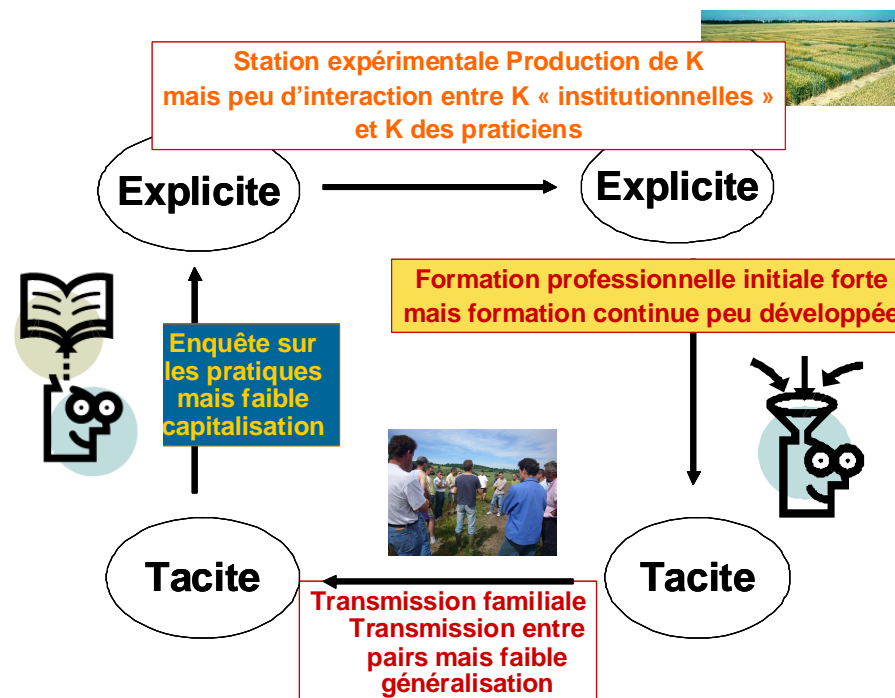 Station expérimentale Production de K
mais peu d'interaction entre K « institutionnelles »
et K des praticiens
Explicite
Explicite
Formation professionnelle initiale forte
mais formation continue peu développée
Enquête sur
les pratiques
mais faible
capitalisation
Tacite
Tacite
Transmission familiale
Transmission entre
pairs mais faible
généralisation